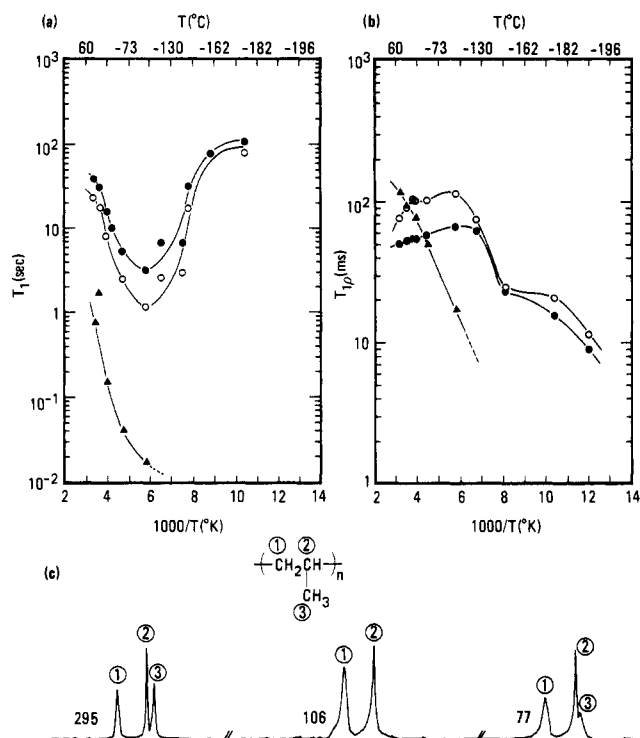 (a)
T(°C)
60 -73 -130 -162 -182 -196
10³
10²
10
1
10⁻¹
10⁻²
T₁(sec)
2 4 6 8 10 12 14
1000/T(°K)
(b)
T(°C)
60 -73 -130 -162 -182 -196
10³
10²
10
1
T₁ρ(ms)
2 4 6 8 10 12 14
1000/T(°K)
(c)
① ②
(CH₂CH)n
CH₃
③
295 ① ② ③
106 ① ②
77 ① ② ③